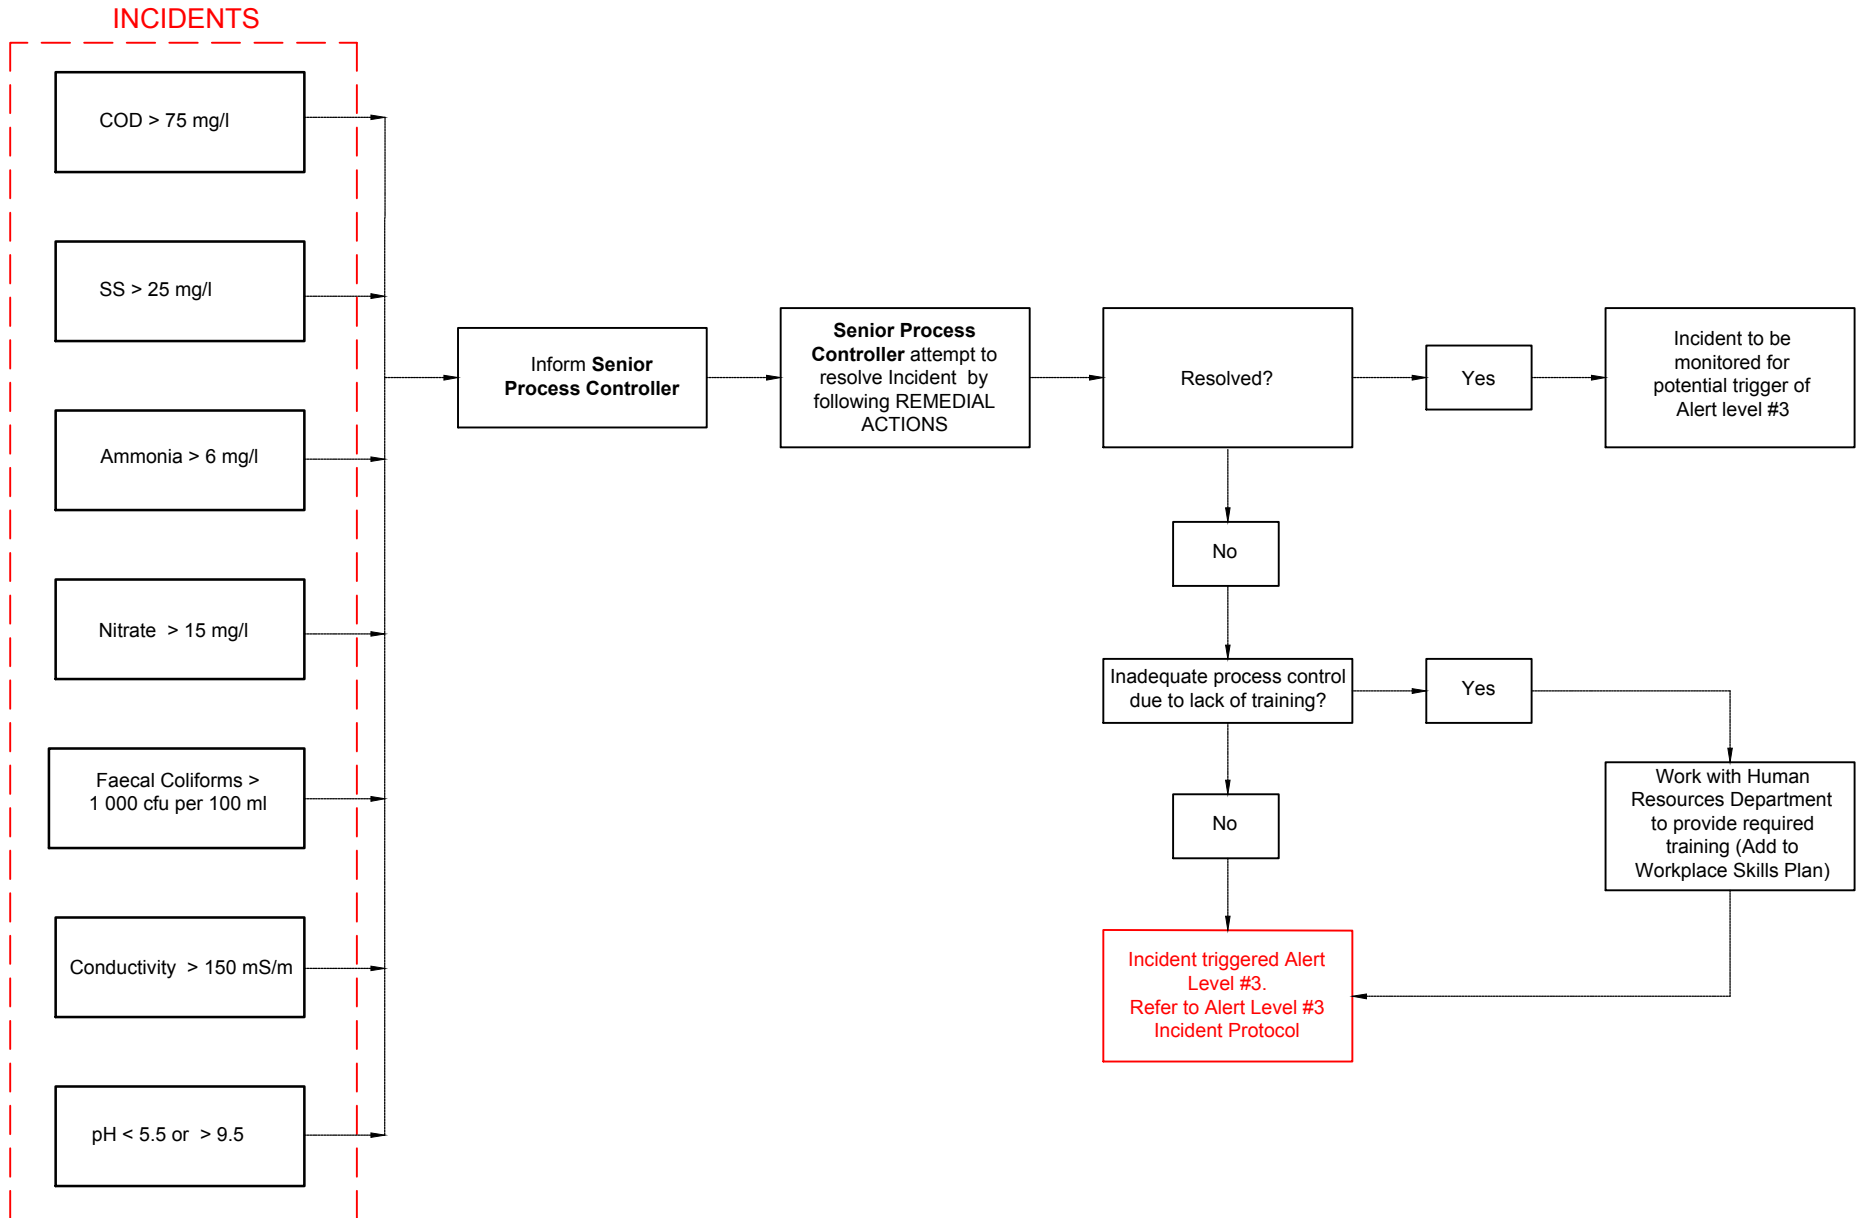 INCIDENTS
COD > 75 mg/l
SS > 25 mg/l
Ammonia > 6 mg/l
Nitrate > 15 mg/l
Faecal Coliforms >
1 000 cfu per 100 ml
Conductivity > 150 mS/m
pH < 5.5 or > 9.5
Inform Senior
Process Controller
Senior Process
Controller attempt to
resolve Incident by
following REMEDIAL
ACTIONS
Resolved?
Yes
Incident to be
monitored for
potential trigger of
Alert level #3
No
Inadequate process control
due to lack of training?
Yes
Work with Human
Resources Department
to provide required
training (Add to
Workplace Skills Plan)
No
Incident triggered Alert
Level #3.
Refer to Alert Level #3
Incident Protocol